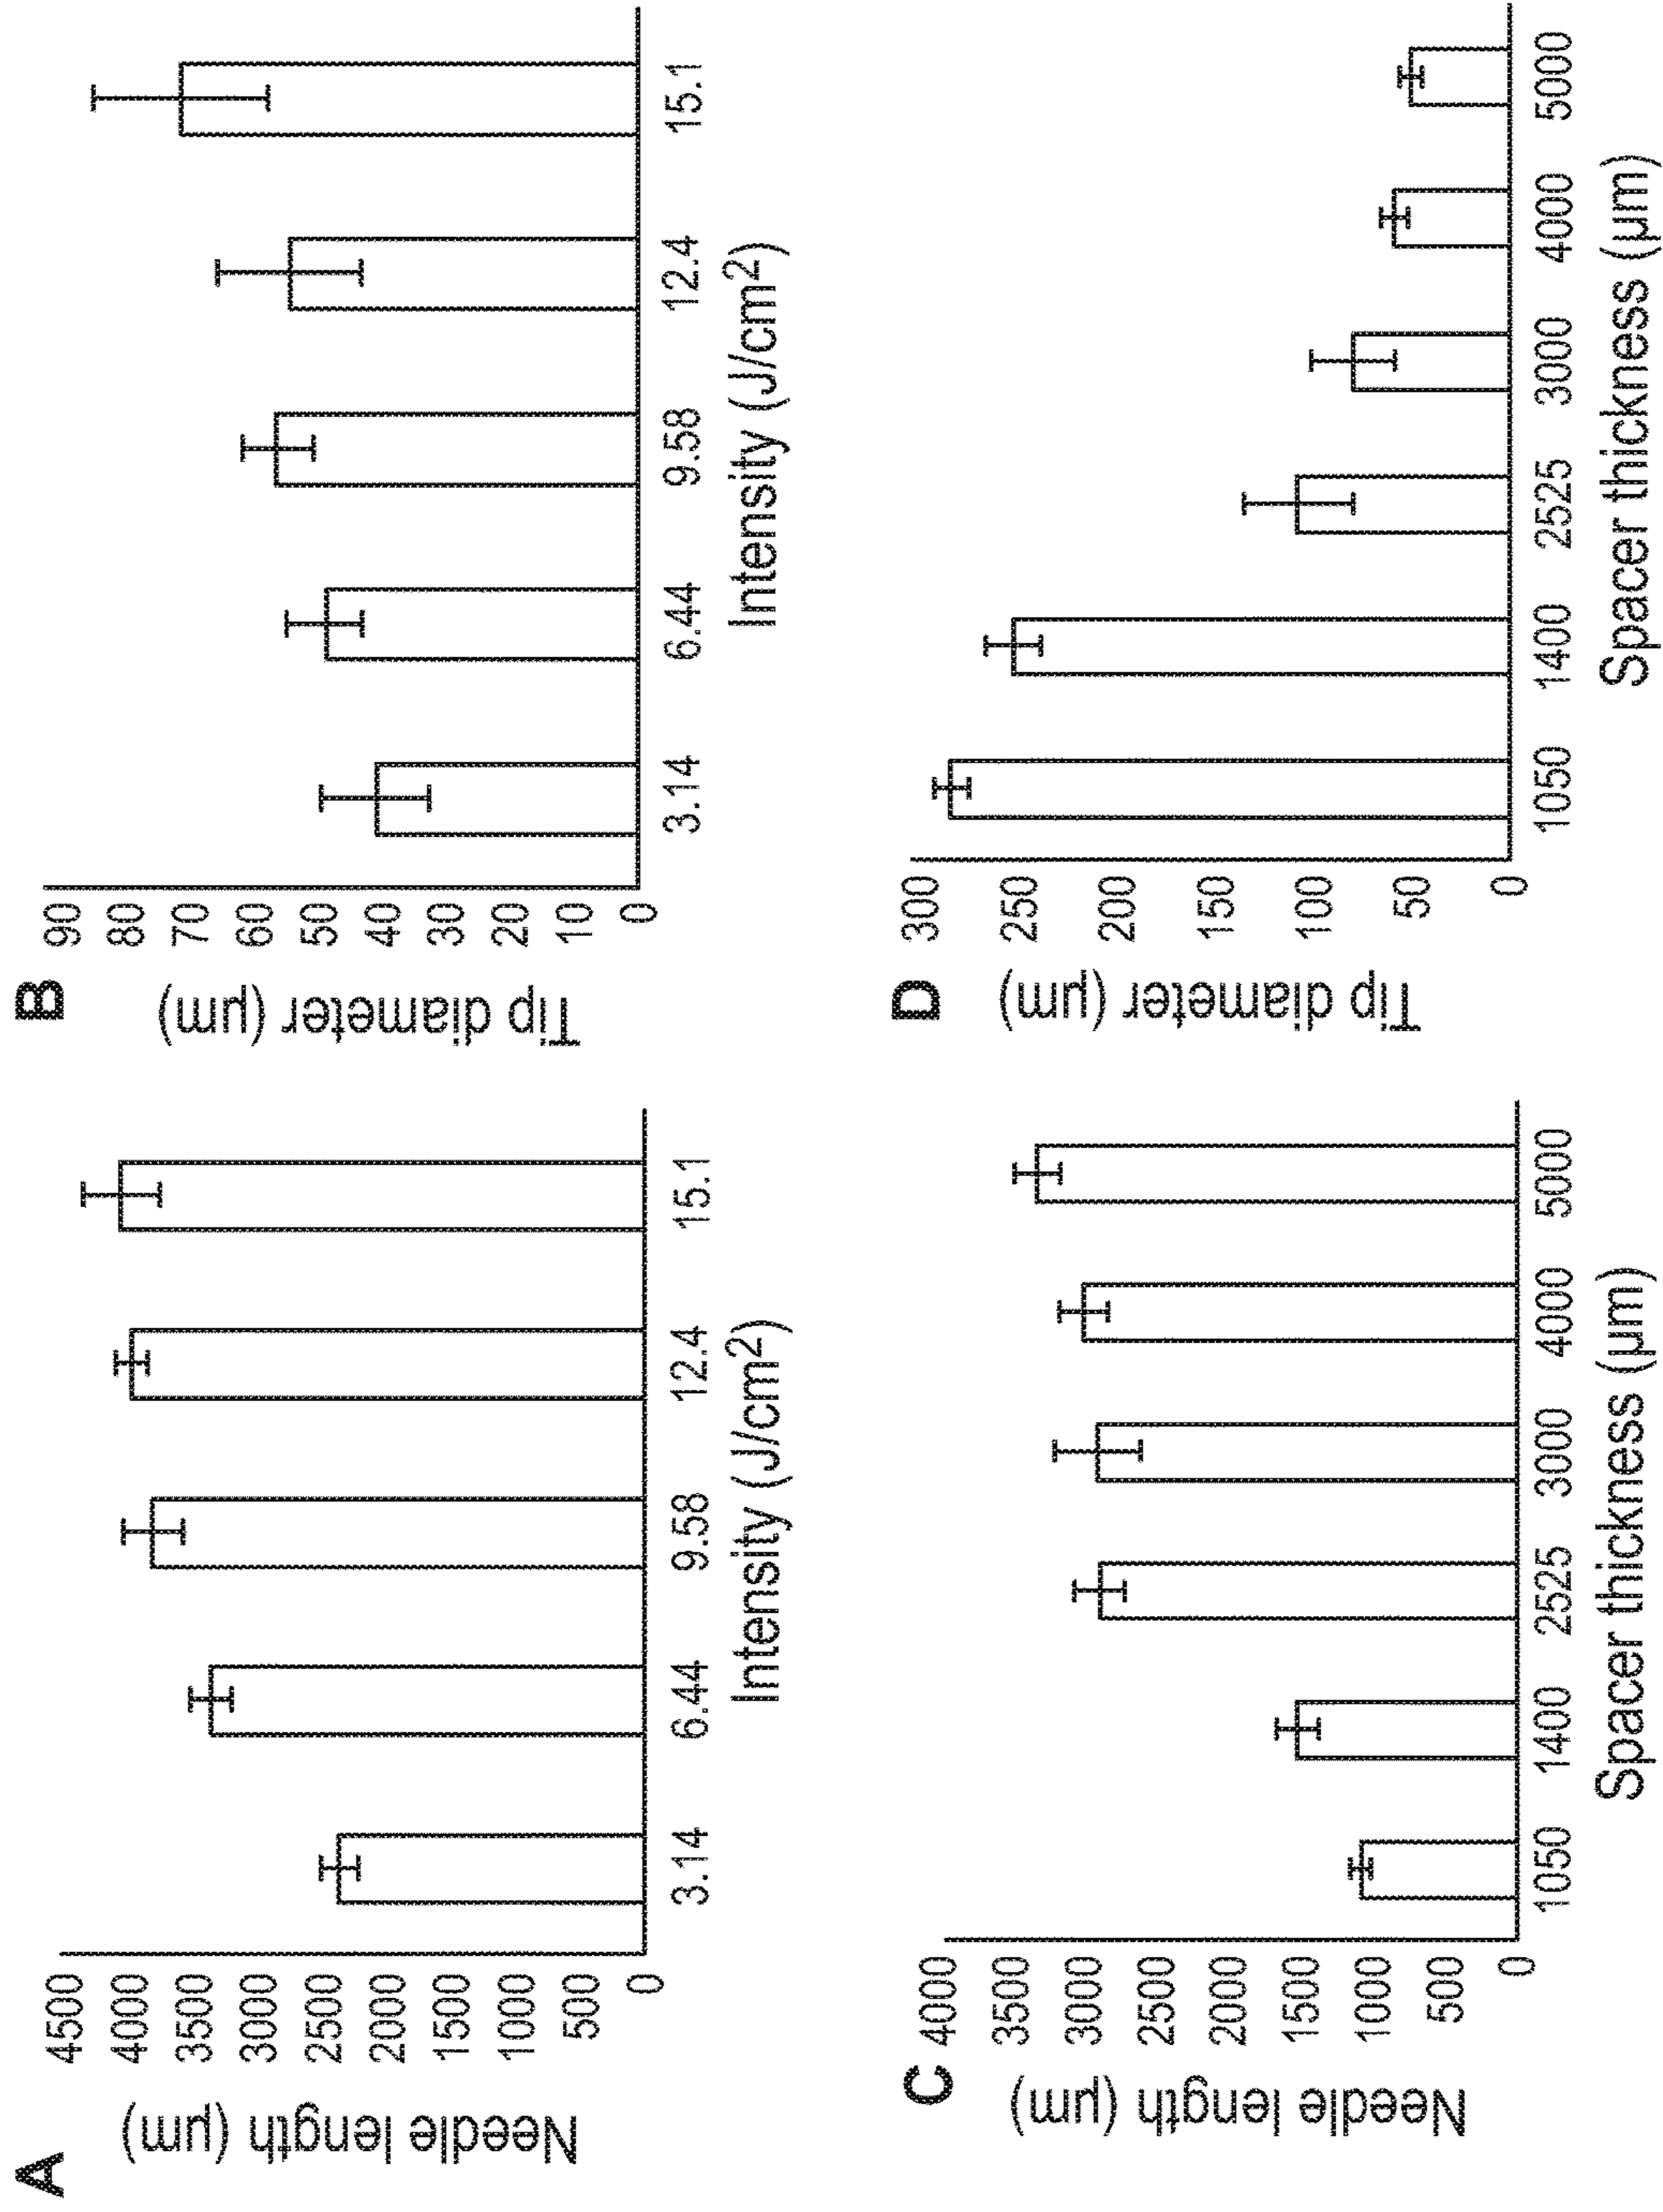 A
Needle length (µm)
4500
4000
3500
3000
2500
2000
1500
1000
500
0
3.14 6.44 9.58 12.4 15.1
Intensity (J/cm²)
B
Tip diameter (µm)
90
80
70
60
50
40
30
20
10
0
3.14 6.44 9.58 12.4 15.1
Intensity (J/cm²)
C
Needle length (µm)
4000
3500
3000
2500
2000
1500
1000
500
0
1050 1400 2525 3000 4000 5000
Spacer thickness (µm)
D
Tip diameter (µm)
300
250
200
150
100
50
0
1050 1400 2525 3000 4000 5000
Spacer thickness (µm)